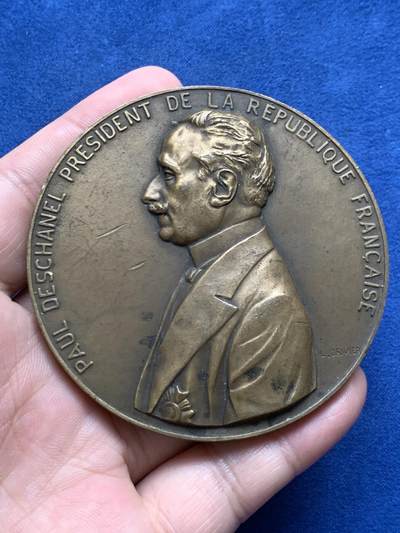 PAUL DESCHANEL PRESIDENT DE LA REPUBLIQUE FRANÇAISE